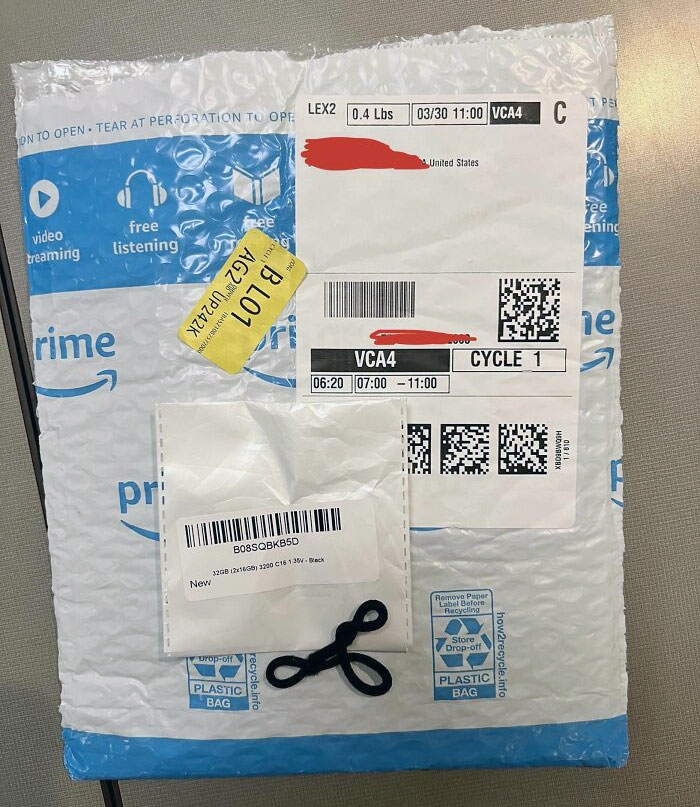 ON TO OPEN • TEAR AT PERFORATION TO OPE
LEX2
0.4 Lbs
03/30 11:00
VCA4
C
United States
video
streaming
free
listening
free
B L01
AG2
UP242K
rime
VCA4
CYCLE 1
06:20
07:00 – 11:00
B08SQBKB5D
32GB (2x16GB) 3200 C16 1.35V - Black
New
Remove Paper
Label Before
Recycling
Store
Drop-off
PLASTIC
BAG
how2recycle.info
Drop-off
PLASTIC
BAG
recycle.info